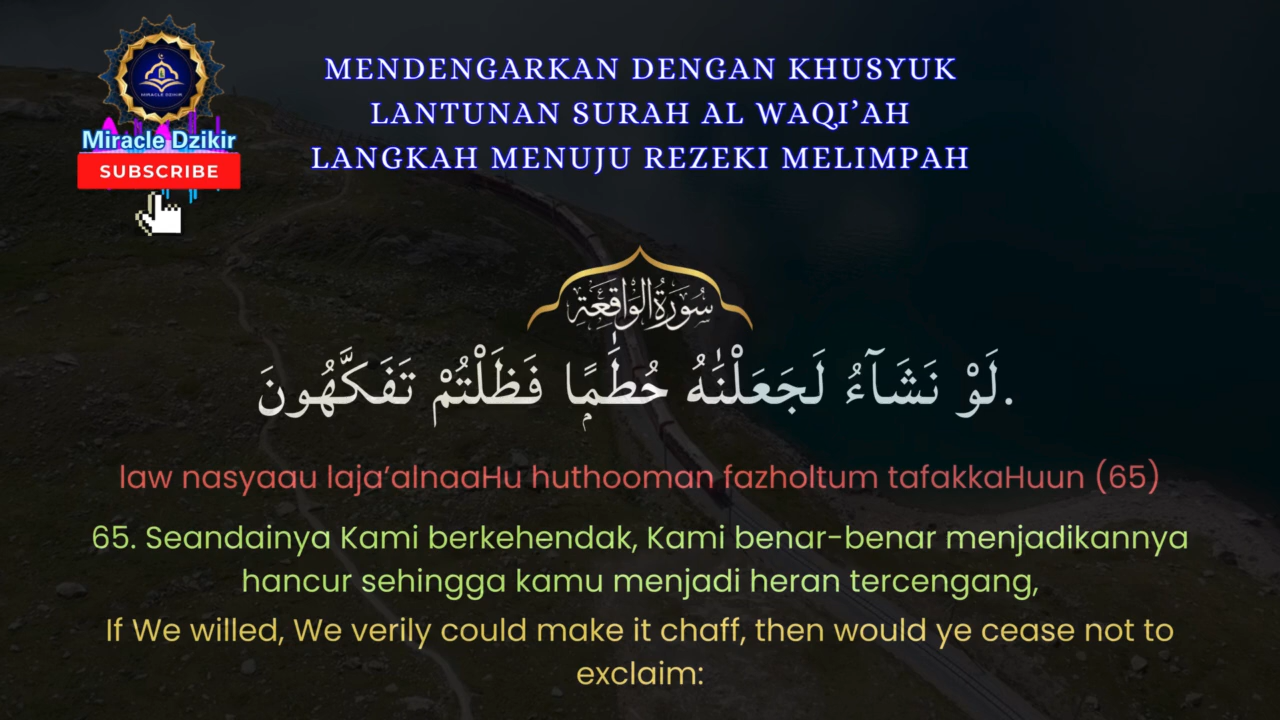 MIRACLE DZIKIR
Miracle Dzikir
SUBSCRIBE
MENDENGARKAN DENGAN KHUSYUK
LANTUNAN SURAH AL WAQI’AH
LANGKAH MENUJU REZEKI MELIMPAH
سُورَةُ الْوَاقِعَةِ
لَوْ نَشَآءُ لَجَعَلْنَٰهُ حُطَٰمًۭا فَظَلْتُمْ تَفَكَّهُونَ.
law nasyaau laja’alnaaHu huthooman fazholtum tafakkaHuun (65)
65. Seandainya Kami berkehendak, Kami benar-benar menjadikannya
hancur sehingga kamu menjadi heran tercengang,
If We willed, We verily could make it chaff, then would ye cease not to
exclaim: